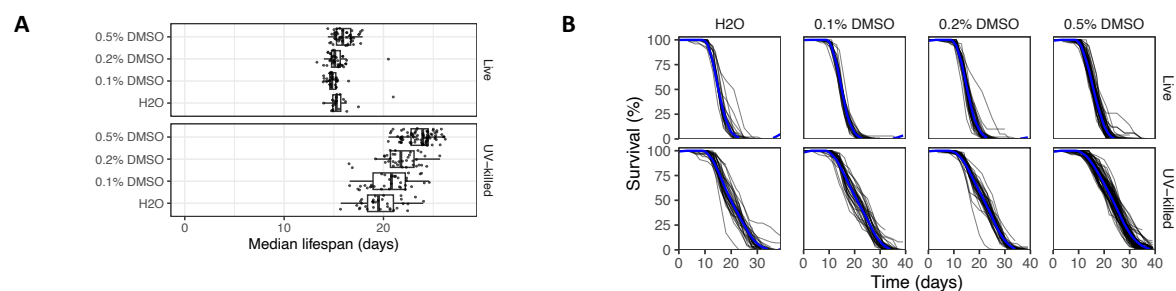 A
0.5% DMSO
0.2% DMSO
0.1% DMSO
H2O
Live
0.5% DMSO
0.2% DMSO
0.1% DMSO
H2O
UV−killed
0 10 20
Median lifespan (days)
B
H2O 0.1% DMSO 0.2% DMSO 0.5% DMSO
100
75
50
25
0
Live
100
75
50
25
0
UV−killed
0 10 20 30 0 10 20 30 40 0 10 20 30 40 0 10 20 30 40
Survival (%)
Time (days)